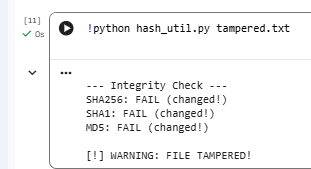 [11]
0s
!python hash_util.py tampered.txt
--- Integrity Check ---
SHA256: FAIL (changed!)
SHA1: FAIL (changed!)
MD5: FAIL (changed!)
[!] WARNING: FILE TAMPERED!